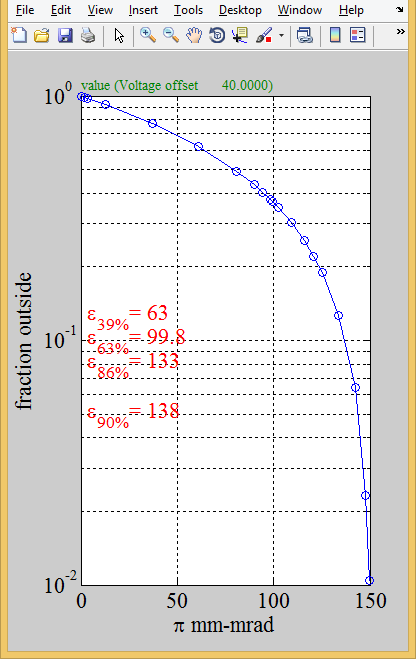 File Edit View Insert Tools Desktop Window Help
value (Voltage offset 40.0000)
10^0
10^-1
10^-2
fraction outside
ε39% = 63
ε63% = 99.8
ε86% = 133
ε90% = 138
0 50 100 150
π mm-mrad